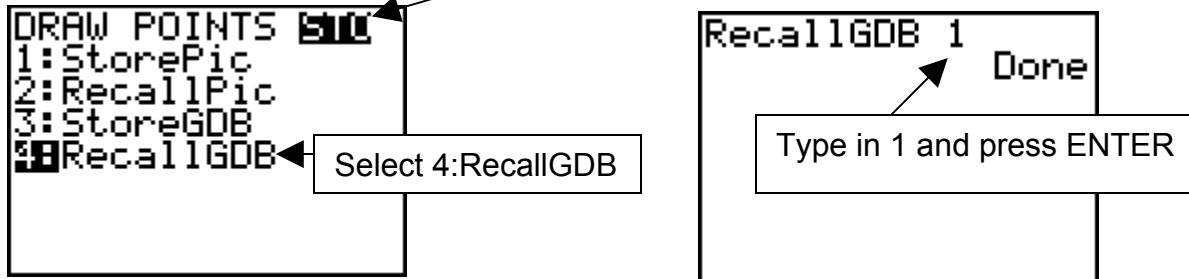 DRAW POINTS STO
1:StorePic
2:RecallPic
3:StoreGDB
4:RecallGDB
Select 4:RecallGDB
RecallGDB 1
Done
Type in 1 and press ENTER